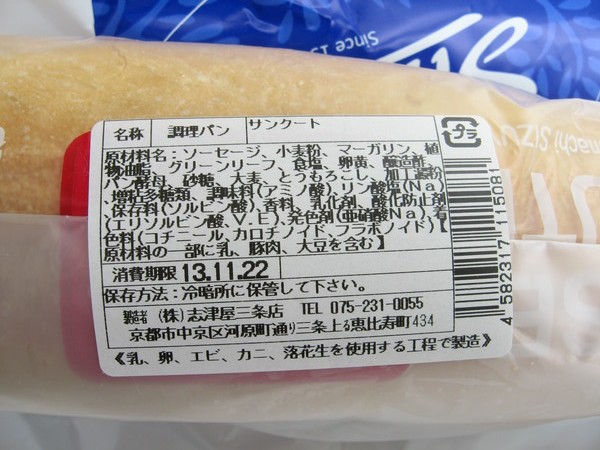 Since 19
名称 調理パン サンクート
プラ
原材料名：ソーセージ、小麦粉、マーガリン、植
物油脂、グリーンリーフ、食塩、卵黄、醸造酢、
パン酵母、砂糖、大麦、とうもろこし、加工澱粉
増粘多糖類、調味料(アミノ酸)、リン酸塩(Na)
保存料(ソルビン酸)、香料、乳化剤、酸化防止剤
(エリソルビン酸、V.E)、発色剤(亜硝酸Na)、着
色料(コチニール、カロチノイド、フラボノイド)【
原材料の一部に乳、豚肉、大豆を含む】
消費期限 13.11.22
保存方法：冷暗所に保管して下さい。
製造者 (株)志津屋三条店 TEL 075-231-0055
京都市中京区河原町通り三条上る恵比寿町434
《乳、卵、エビ、カニ、落花生を使用する工程で製造》
4 582317 115081
machi SIZU